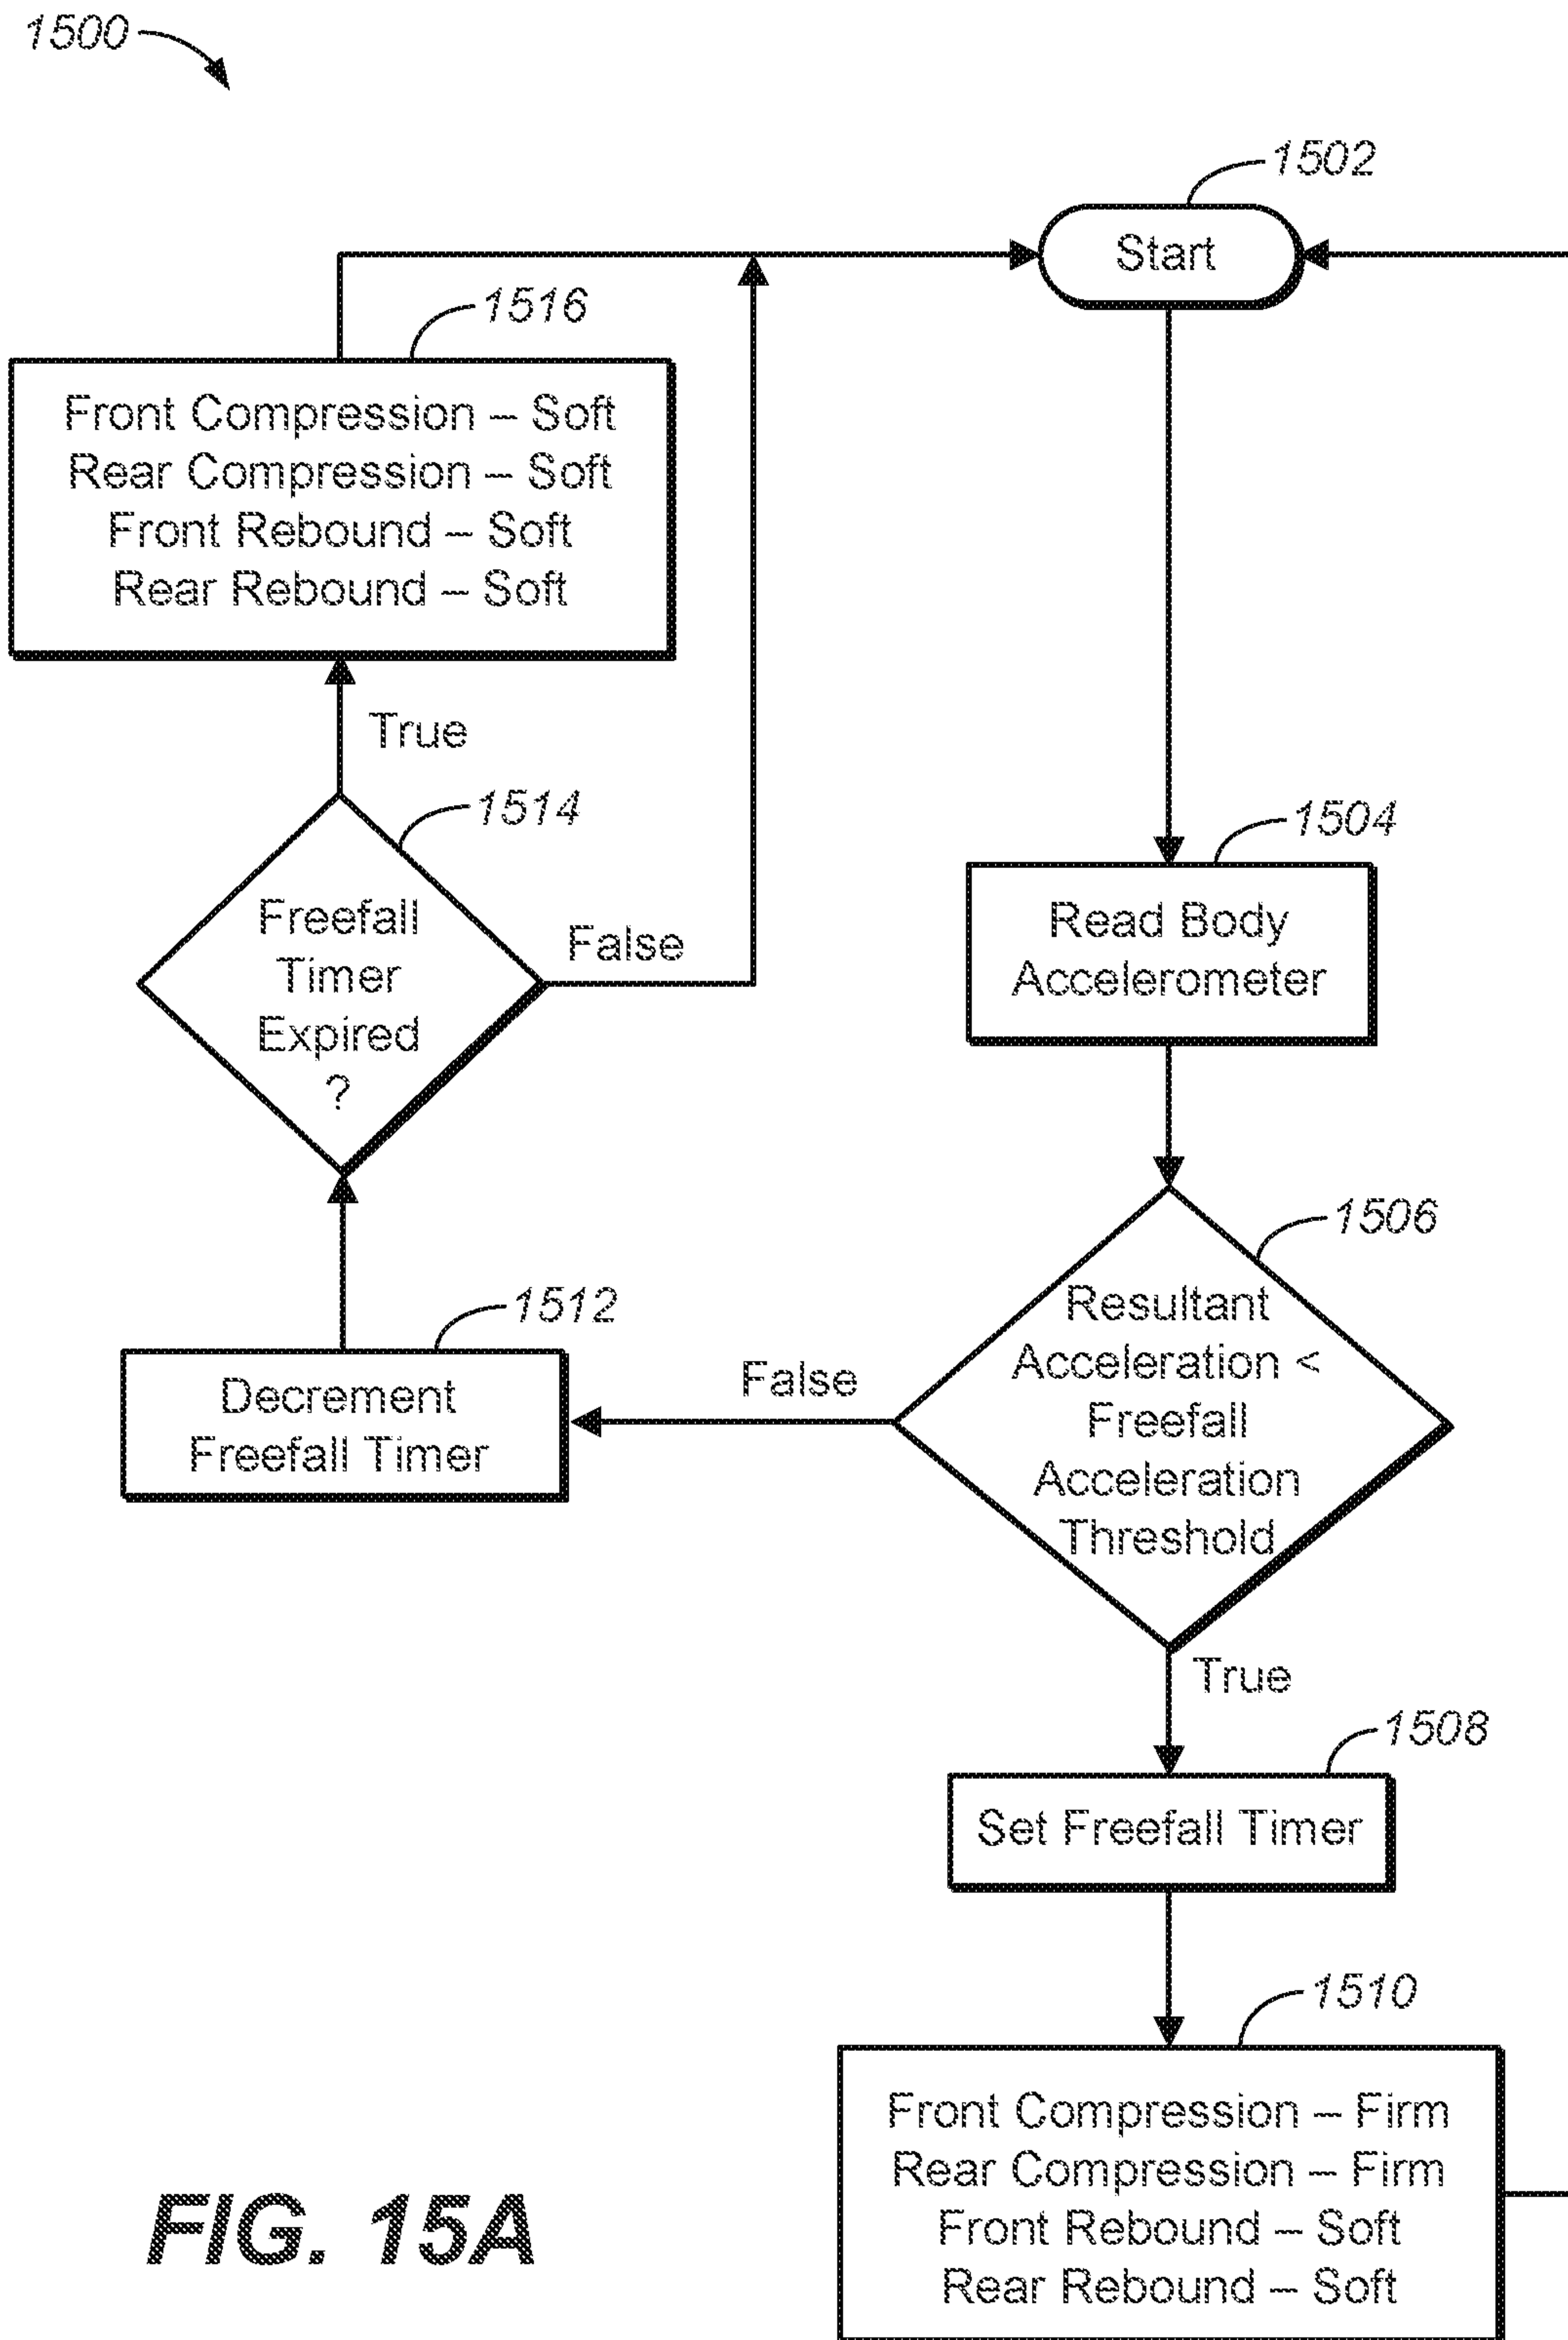 1500
1502
Start
1516
Front Compression – Soft
Rear Compression – Soft
Front Rebound – Soft
Rear Rebound – Soft
True
1514
Freefall
Timer
Expired
?
False
1504
Read Body
Accelerometer
1506
Resultant
Acceleration <
Freefall
Acceleration
Threshold
1512
Decrement
Freefall Timer
False
True
1508
Set Freefall Timer
1510
Front Compression – Firm
Rear Compression – Firm
Front Rebound – Soft
Rear Rebound – Soft
FIG. 15A